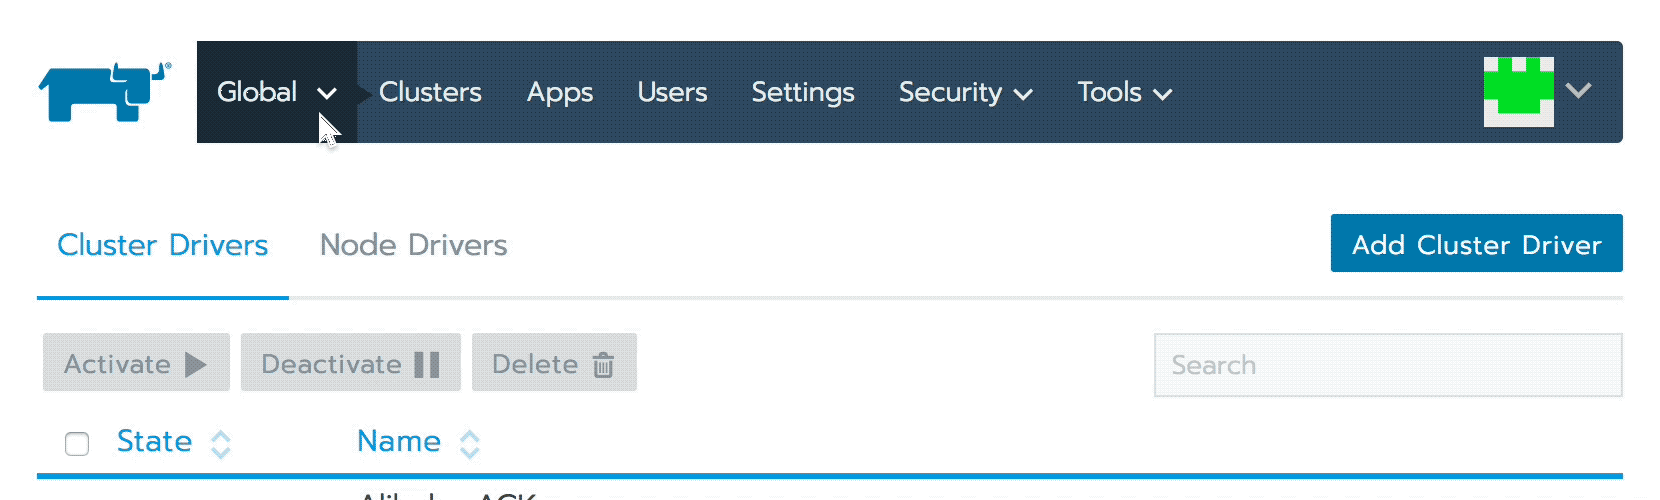 Global Clusters Apps Users Settings Security Tools
Cluster Drivers Node Drivers Add Cluster Driver
Activate Deactivate Delete Search
State Name